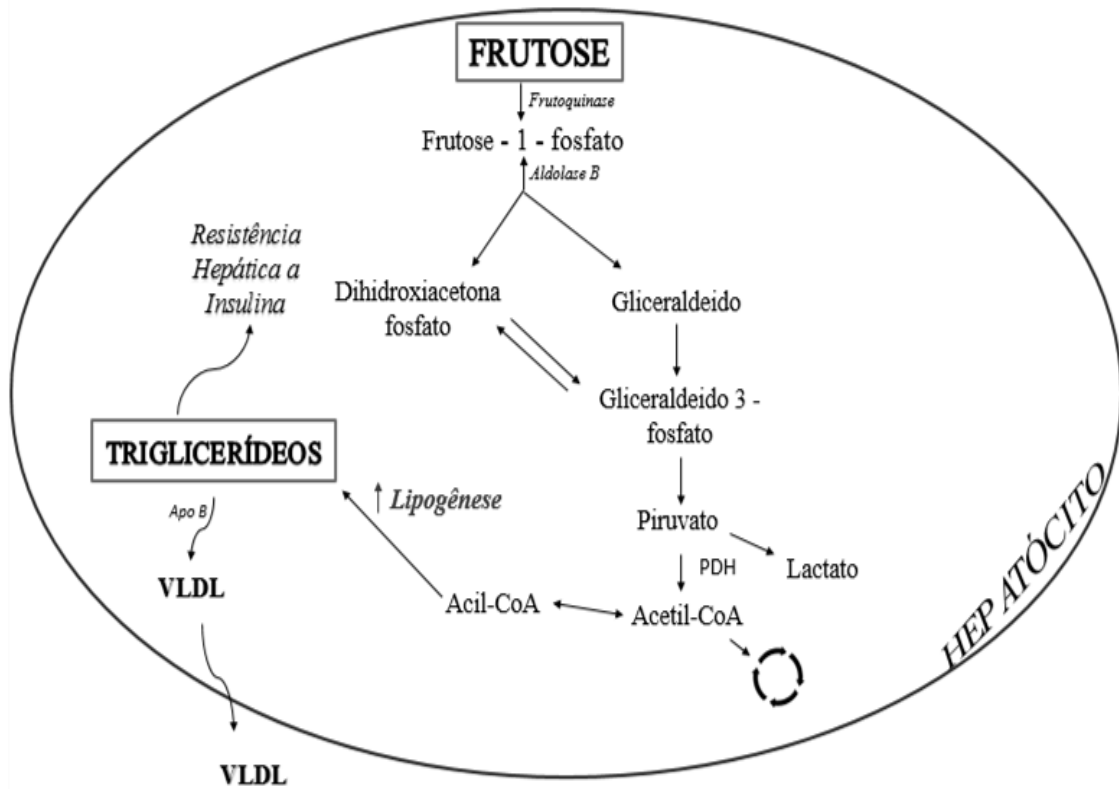 FRUTOSE
Frutoquinase
Frutose - 1 - fosfato
Aldolase B
Resistência
Hepática a
Insulina
Dihidroxiacetona
fosfato
Gliceraldeido
Gliceraldeido 3 -
fosfato
TRIGLICERÍDEOS
↑ Lipogênese
Apo B
Piruvato
PDH
Lactato
VLDL
Acil-CoA
Acetil-CoA
HEPATÓCITO
VLDL